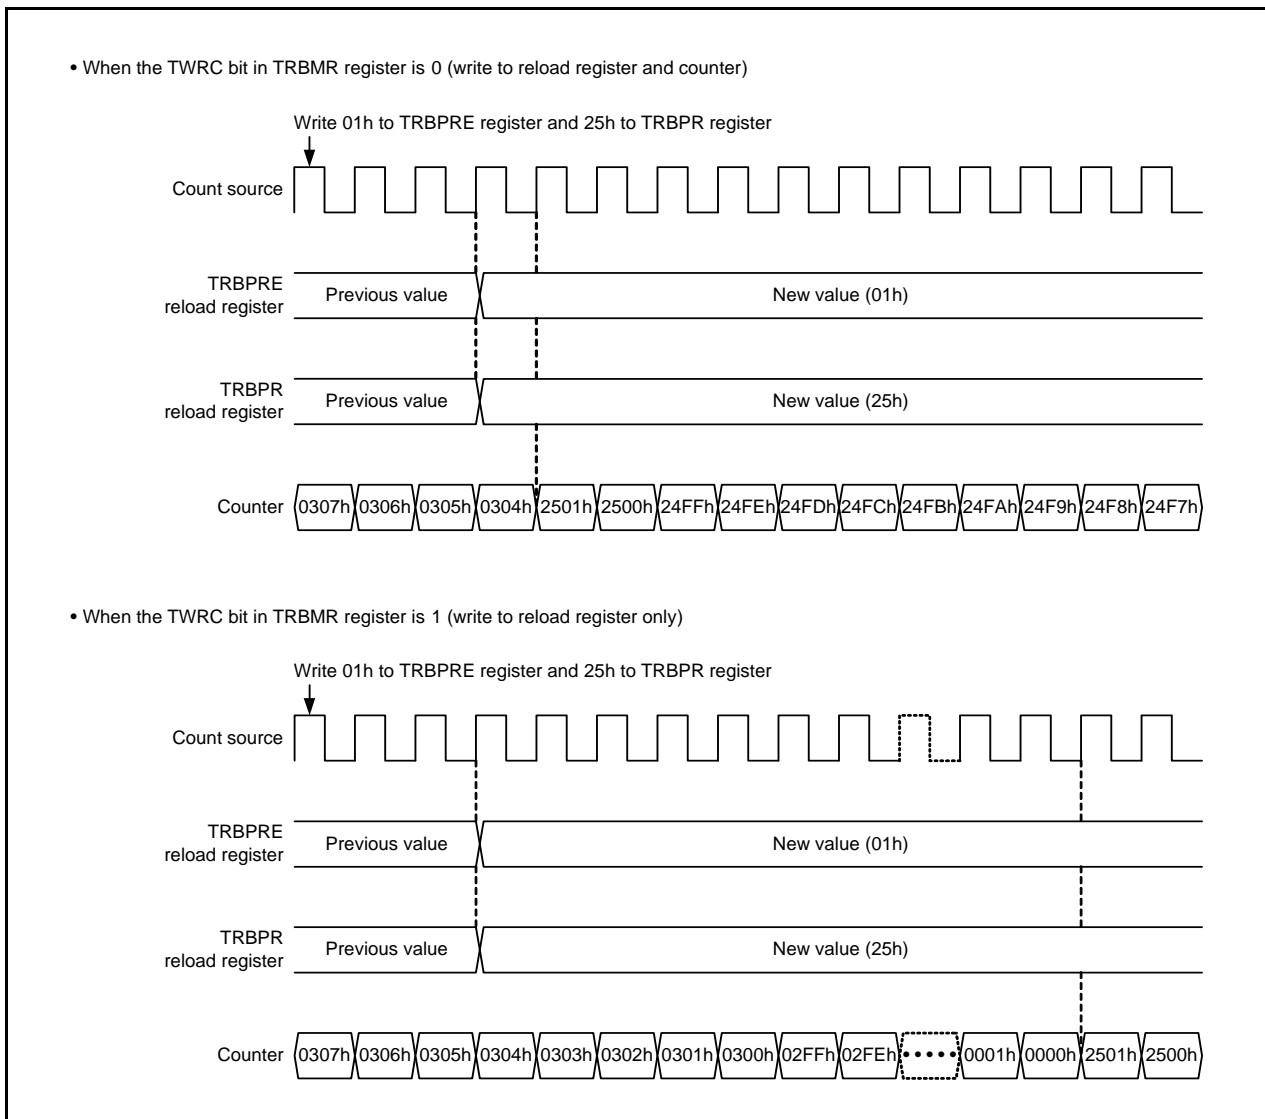 • When the TWRC bit in TRBMR register is 0 (write to reload register and counter)
Write 01h to TRBPRE register and 25h to TRBPR register
Count source
TRBPRE
reload register
Previous value
New value (01h)
TRBPR
reload register
Previous value
New value (25h)
Counter 0307h 0306h 0305h 0304h 2501h 2500h 24FFh 24FEh 24FDh 24FCh 24FBh 24FAh 24F9h 24F8h 24F7h
• When the TWRC bit in TRBMR register is 1 (write to reload register only)
Write 01h to TRBPRE register and 25h to TRBPR register
Count source
TRBPRE
reload register
Previous value
New value (01h)
TRBPR
reload register
Previous value
New value (25h)
Counter 0307h 0306h 0305h 0304h 0303h 0302h 0301h 0300h 02FFh 02FEh ••••• 0001h 0000h 2501h 2500h